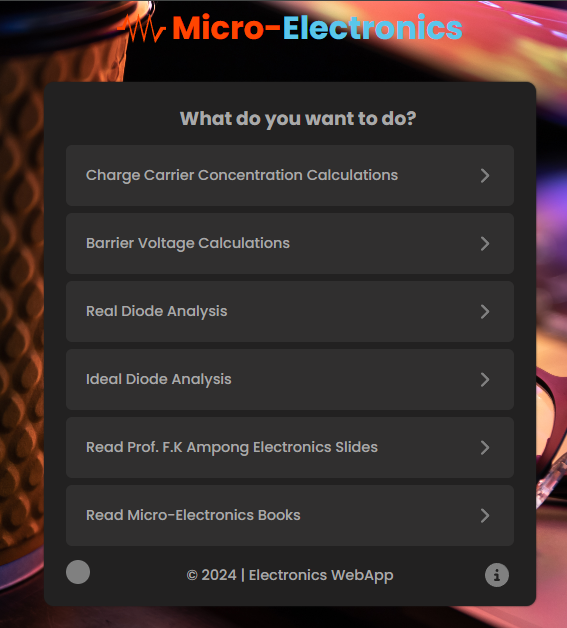 Micro-Electronics
What do you want to do?
Charge Carrier Concentration Calculations
Barrier Voltage Calculations
Real Diode Analysis
Ideal Diode Analysis
Read Prof. F.K Ampong Electronics Slides
Read Micro-Electronics Books
© 2024 | Electronics WebApp